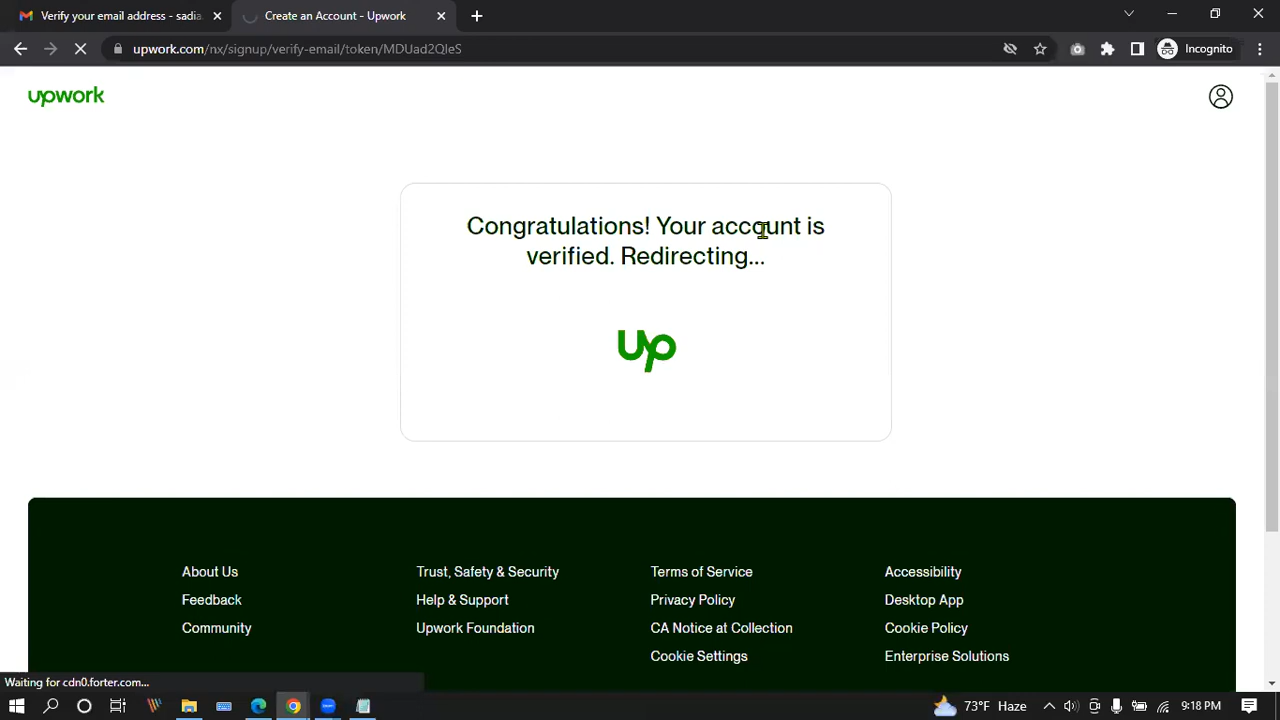 Verify your email address - sadia
Create an Account - Upwork
upwork.com/nx/signup/verify-email/token/MDUad2QleS
Incognito
upwork
Congratulations! Your account is
verified. Redirecting...
Up
About Us
Trust, Safety & Security
Terms of Service
Accessibility
Feedback
Help & Support
Privacy Policy
Desktop App
Community
Upwork Foundation
CA Notice at Collection
Cookie Policy
Cookie Settings
Enterprise Solutions
Waiting for cdn0.forter.com...
73°F Haze
9:18 PM